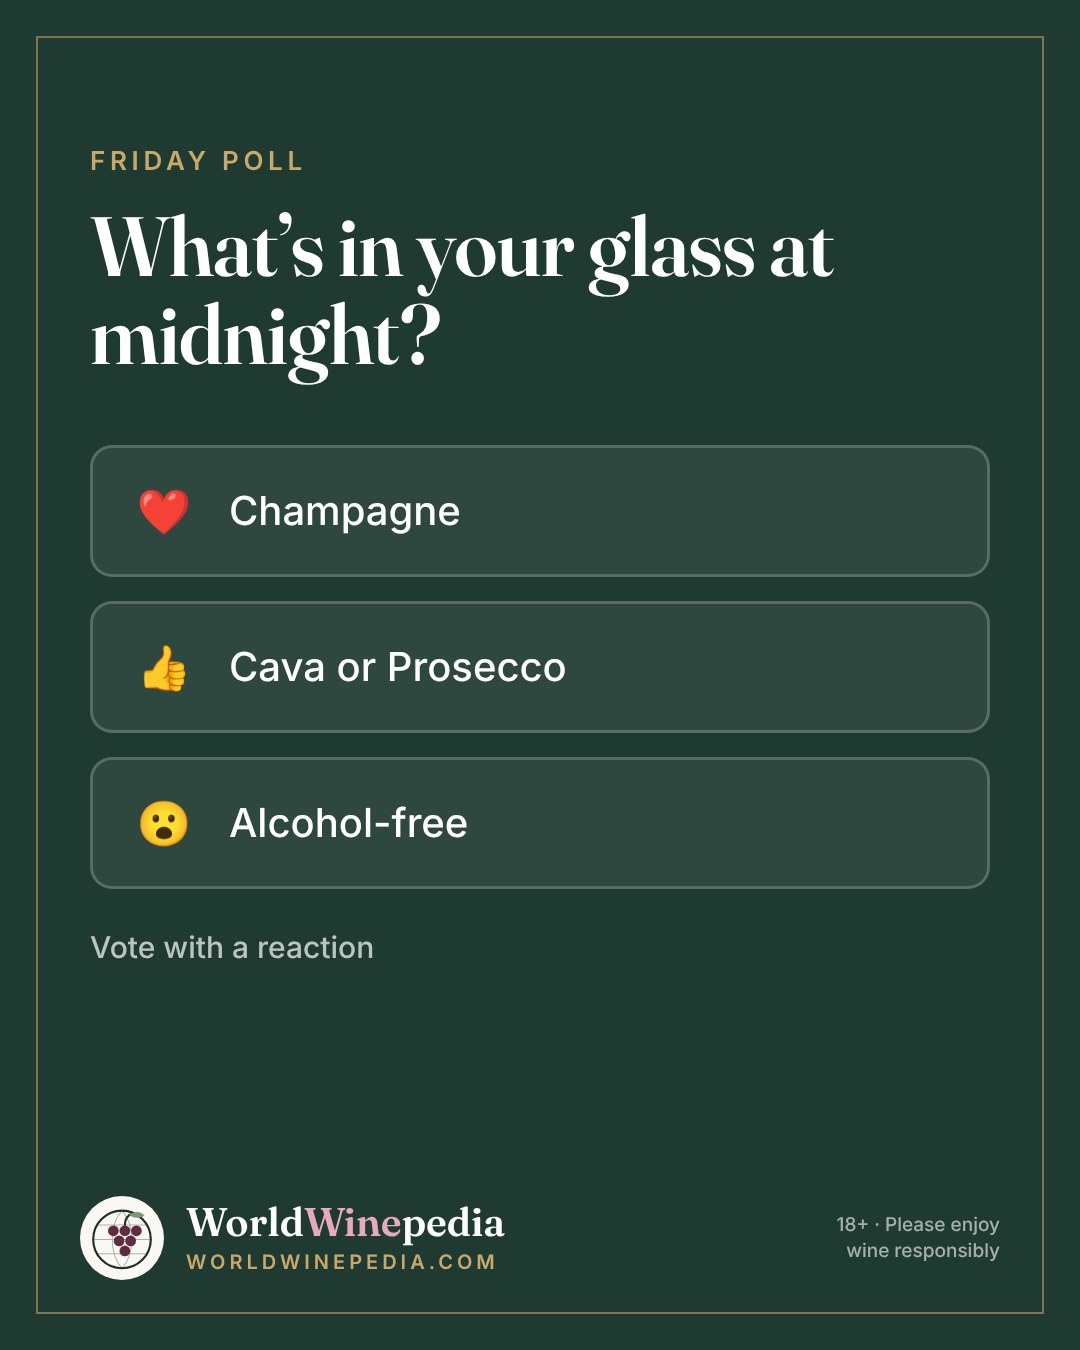 FRIDAY POLL
What’s in your glass at
midnight?
❤️ Champagne
👍 Cava or Prosecco
😮 Alcohol-free
Vote with a reaction
WorldWinepedia
WORLDWINEPEDIA.COM
18+ · Please enjoy
wine responsibly